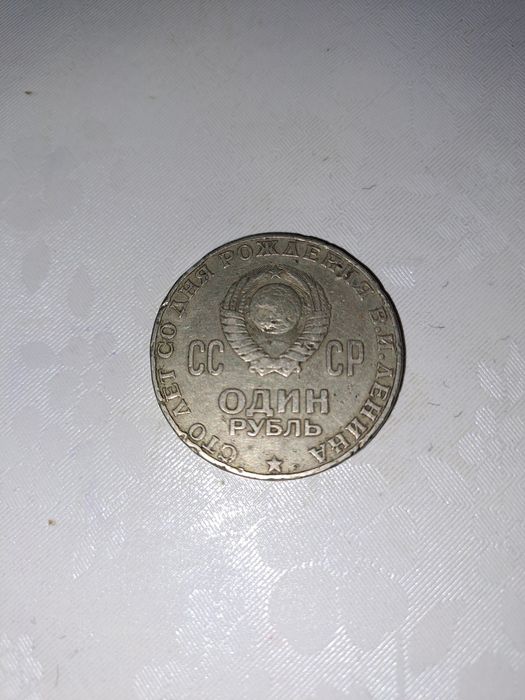 СТО ЛЕТ СО ДНЯ РОЖДЕНИЯ В.И.ЛЕНИНА
СС СР
ОДИН
РУБЛЬ